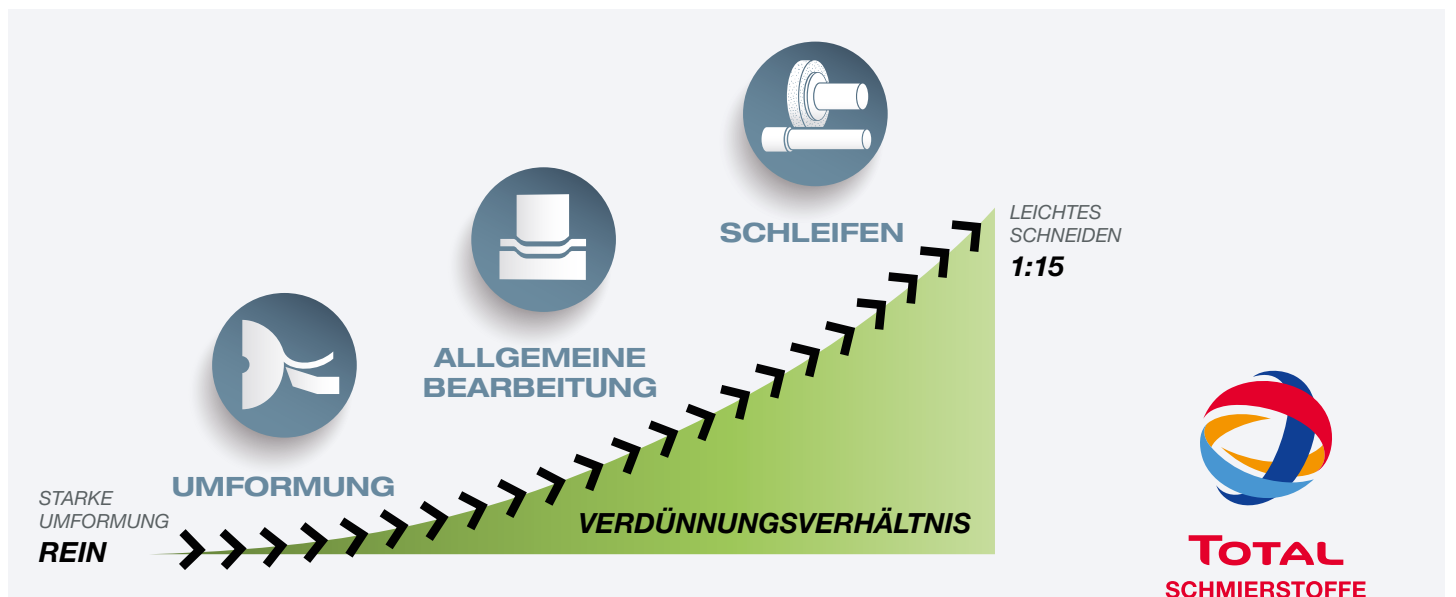 SCHLEIFEN
LEICHTES
SCHNEIDEN
1:15
ALLGEMEINE
BEARBEITUNG
UMFORMUNG
STARKE
UMFORMUNG
REIN
VERDÜNNUNGSVERHÄLTNIS
TOTAL
SCHMIERSTOFFE